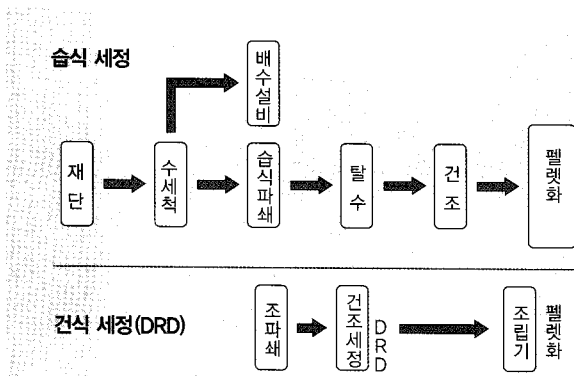 습식 세정
배수설비
재단
수세척
습식파쇄
탈수
건조
펠렛화
건식 세정(DRD)
조파쇄
건조세정
DRD
조립기
펠렛화